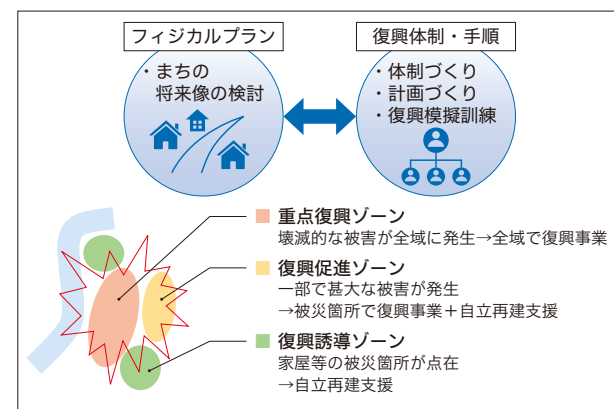 フィジカルプラン
・まちの
将来像の検討
復興体制・手順
・体制づくり
・計画づくり
・復興模擬訓練
重点復興ゾーン
壊滅的な被害が全域に発生→全域で復興事業
復興促進ゾーン
一部で甚大な被害が発生
→被災箇所で復興事業＋自立再建支援
復興誘導ゾーン
家屋等の被災箇所が点在
→自立再建支援